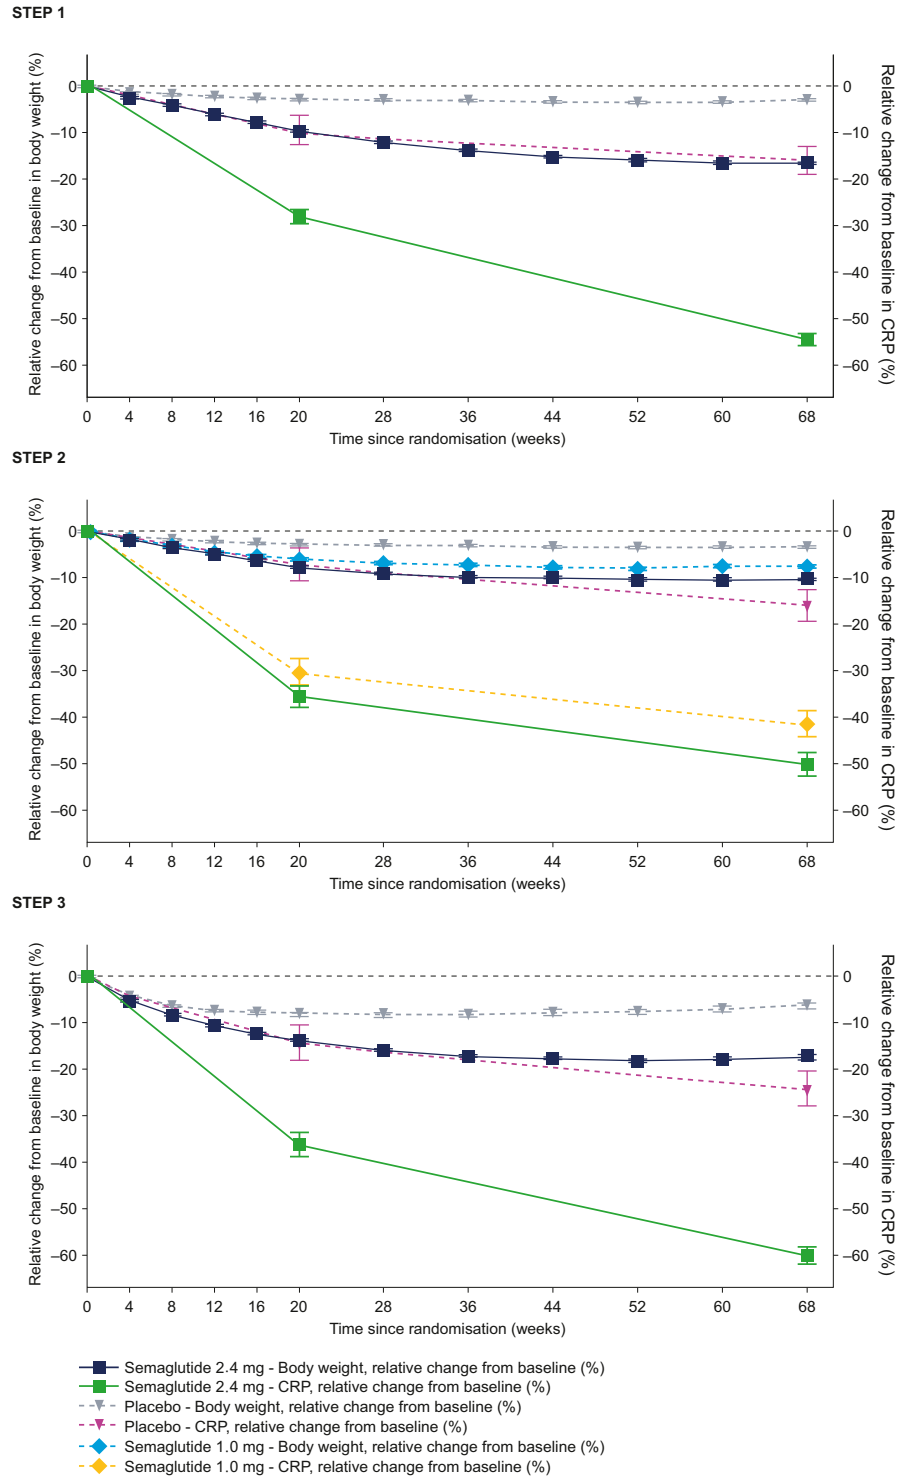 STEP 1
Relative change from baseline in body weight (%)
0
–10
–20
–30
–40
–50
–60
0
–10
–20
–30
–40
–50
–60
Relative change from baseline in CRP (%)
0 4 8 12 16 20 28 36 44 52 60 68
Time since randomisation (weeks)
STEP 2
Relative change from baseline in body weight (%)
0
–10
–20
–30
–40
–50
–60
0
–10
–20
–30
–40
–50
–60
Relative change from baseline in CRP (%)
0 4 8 12 16 20 28 36 44 52 60 68
Time since randomisation (weeks)
STEP 3
Relative change from baseline in body weight (%)
0
–10
–20
–30
–40
–50
–60
0
–10
–20
–30
–40
–50
–60
Relative change from baseline in CRP (%)
0 4 8 12 16 20 28 36 44 52 60 68
Time since randomisation (weeks)
Semaglutide 2.4 mg - Body weight, relative change from baseline (%)
Semaglutide 2.4 mg - CRP, relative change from baseline (%)
Placebo - Body weight, relative change from baseline (%)
Placebo - CRP, relative change from baseline (%)
Semaglutide 1.0 mg - Body weight, relative change from baseline (%)
Semaglutide 1.0 mg - CRP, relative change from baseline (%)